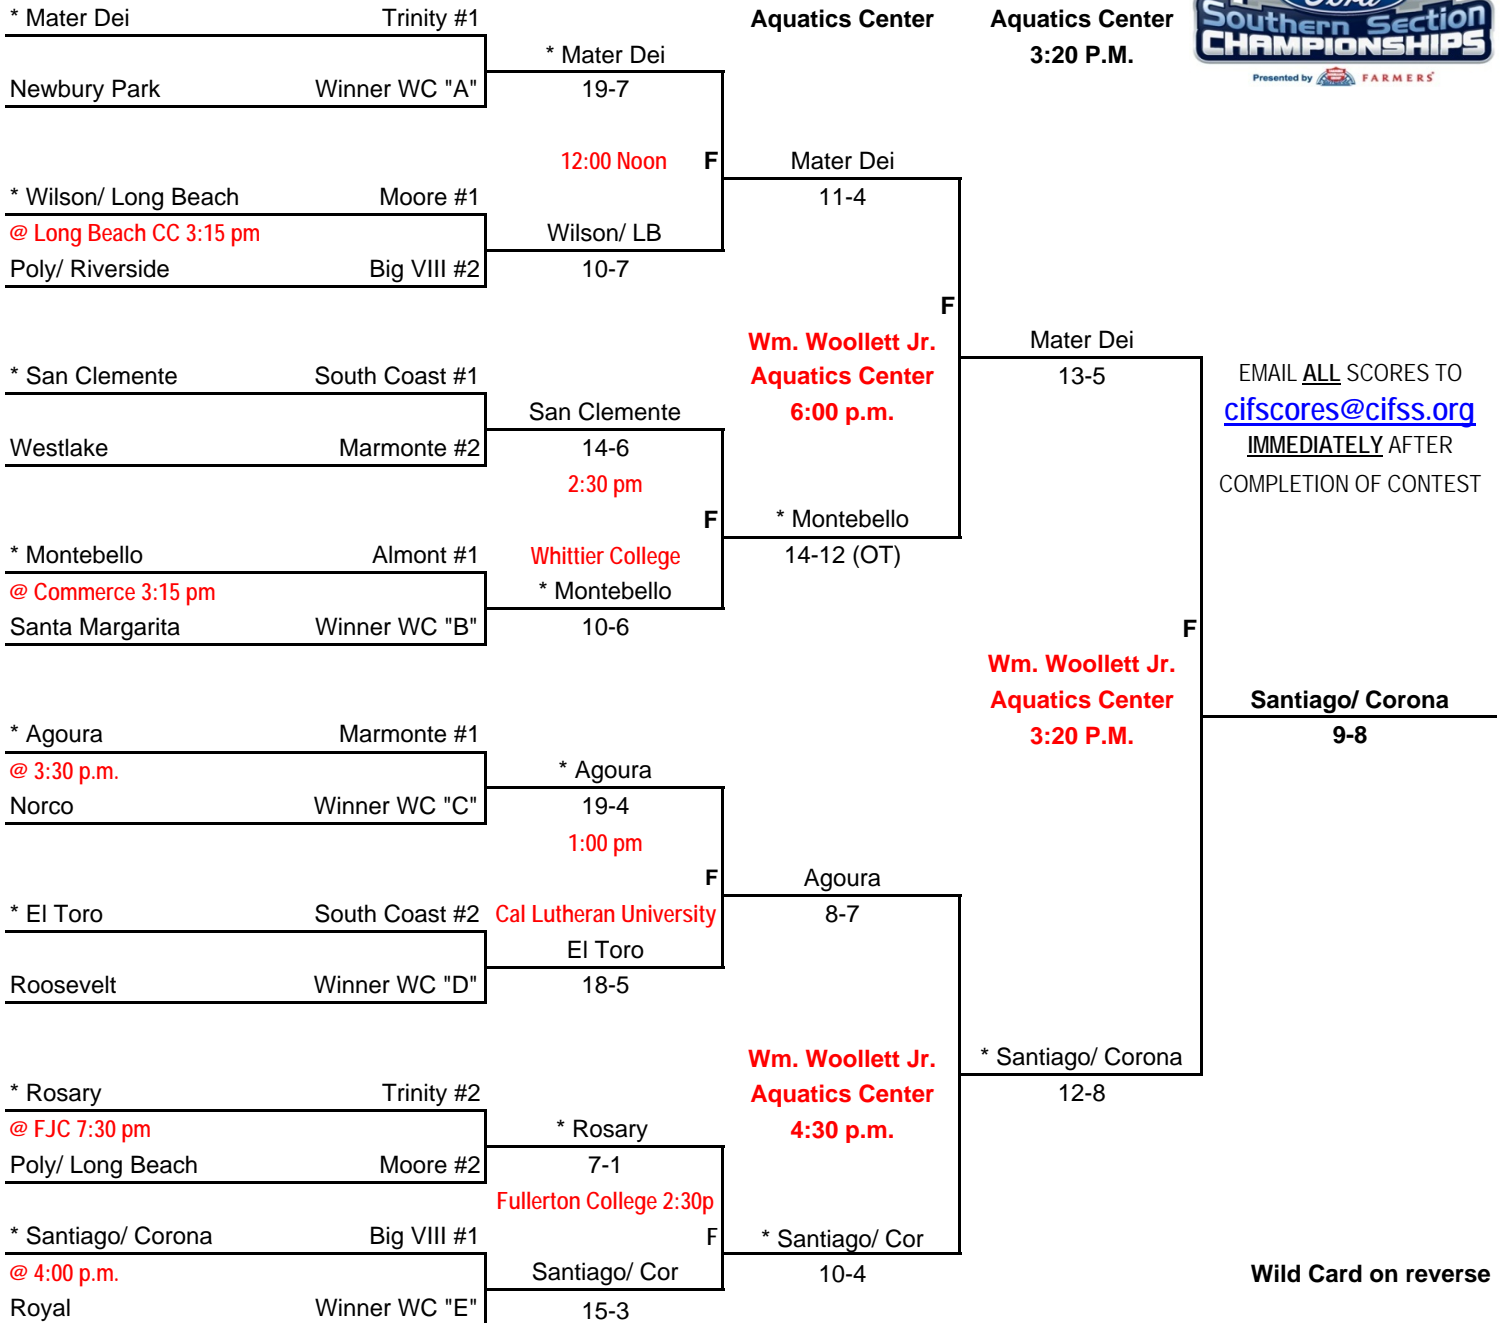 * Mater Dei Trinity #1 Aquatics Center Aquatics Center
Southern Section
CHAMPIONSHIPS
* Mater Dei 3:20 P.M.
Presented by FARMERS
Newbury Park Winner WC "A" 19-7
12:00 Noon F Mater Dei
* Wilson/ Long Beach Moore #1 11-4
@ Long Beach CC 3:15 pm Wilson/ LB
Poly/ Riverside Big VIII #2 10-7
F
Wm. Woollett Jr. Mater Dei
* San Clemente South Coast #1 Aquatics Center 13-5 EMAIL ALL SCORES TO
San Clemente 6:00 p.m. cifscores@cifss.org
Westlake Marmonte #2 14-6 IMMEDIATELY AFTER
2:30 pm COMPLETION OF CONTEST
F * Montebello
* Montebello Almont #1 Whittier College 14-12 (OT)
@ Commerce 3:15 pm * Montebello
Santa Margarita Winner WC "B" 10-6 F
Wm. Woollett Jr.
Aquatics Center Santiago/ Corona
* Agoura Marmonte #1 3:20 P.M. 9-8
@ 3:30 p.m. * Agoura
Norco Winner WC "C" 19-4
1:00 pm
F Agoura
* El Toro South Coast #2 Cal Lutheran University 8-7
El Toro
Roosevelt Winner WC "D" 18-5
Wm. Woollett Jr. * Santiago/ Corona
* Rosary Trinity #2 Aquatics Center 12-8
@ FJC 7:30 pm * Rosary 4:30 p.m.
Poly/ Long Beach Moore #2 7-1
Fullerton College 2:30p
* Santiago/ Corona Big VIII #1 F * Santiago/ Cor
@ 4:00 p.m. Santiago/ Cor 10-4 Wild Card on reverse
Royal Winner WC "E" 15-3